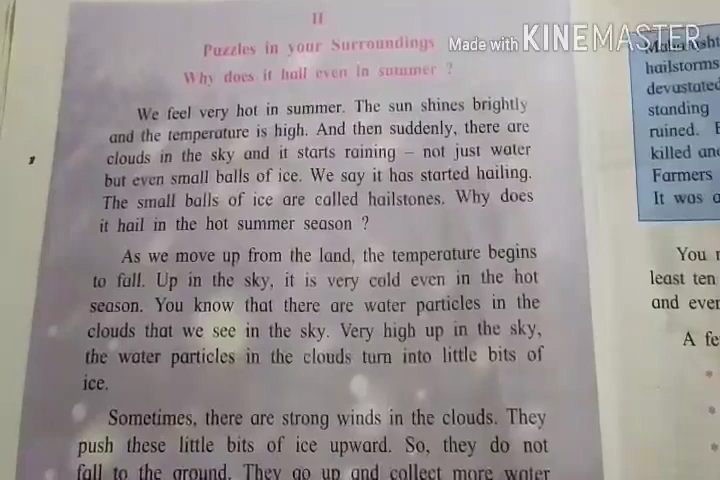 II
Puzzles in your Surroundings
Made with KINEMASTER
Why does it hail even in summer ?
We feel very hot in summer. The sun shines brightly
and the temperature is high. And then suddenly, there are
clouds in the sky and it starts raining – not just water
but even small balls of ice. We say it has started hailing.
The small balls of ice are called hailstones. Why does
it hail in the hot summer season ?
As we move up from the land, the temperature begins
to fall. Up in the sky, it is very cold even in the hot
season. You know that there are water particles in the
clouds that we see in the sky. Very high up in the sky,
the water particles in the clouds turn into little bits of
ice.
Sometimes, there are strong winds in the clouds. They
push these little bits of ice upward. So, they do not
fall to the ground. They go up and collect more water
hailstorms
devastated
standing
ruined.
killed and
Farmers
It was a
You
least ten
and even
A fe